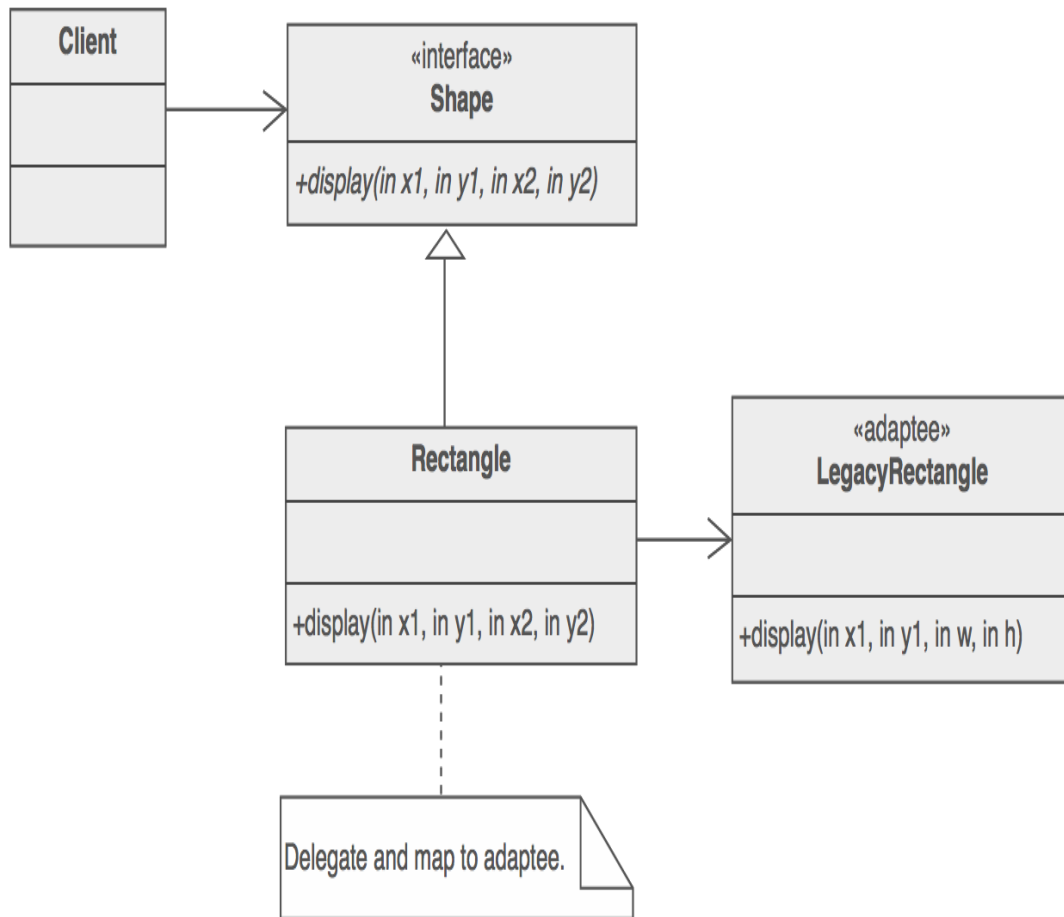 Client
«interface»
Shape
+display(in x1, in y1, in x2, in y2)
Rectangle
+display(in x1, in y1, in x2, in y2)
«adaptee»
LegacyRectangle
+display(in x1, in y1, in w, in h)
Delegate and map to adaptee.